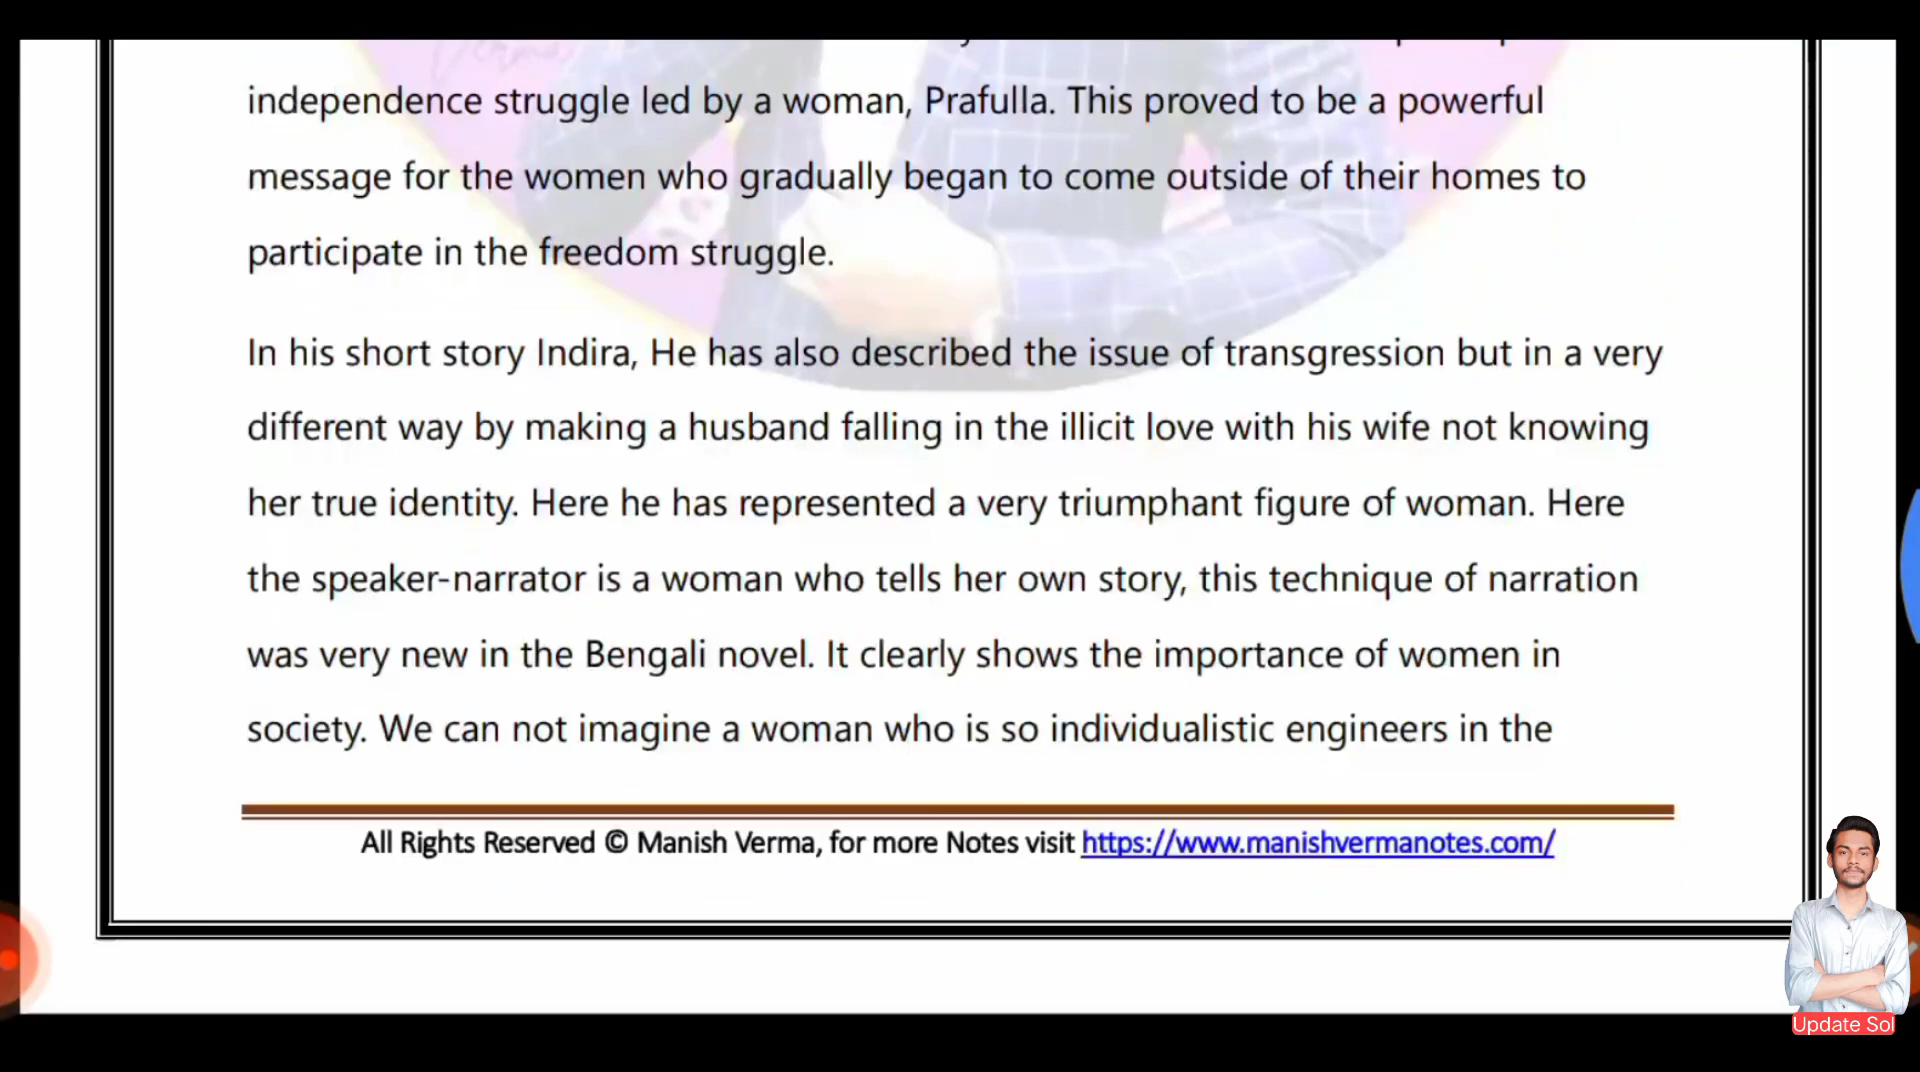 independence struggle led by a woman, Prafulla. This proved to be a powerful
message for the women who gradually began to come outside of their homes to
participate in the freedom struggle.
In his short story Indira, He has also described the issue of transgression but in a very
different way by making a husband falling in the illicit love with his wife not knowing
her true identity. Here he has represented a very triumphant figure of woman. Here
the speaker-narrator is a woman who tells her own story, this technique of narration
was very new in the Bengali novel. It clearly shows the importance of women in
society. We can not imagine a woman who is so individualistic engineers in the
All Rights Reserved © Manish Verma, for more Notes visit https://www.manishvermanotes.com/
Update Sol